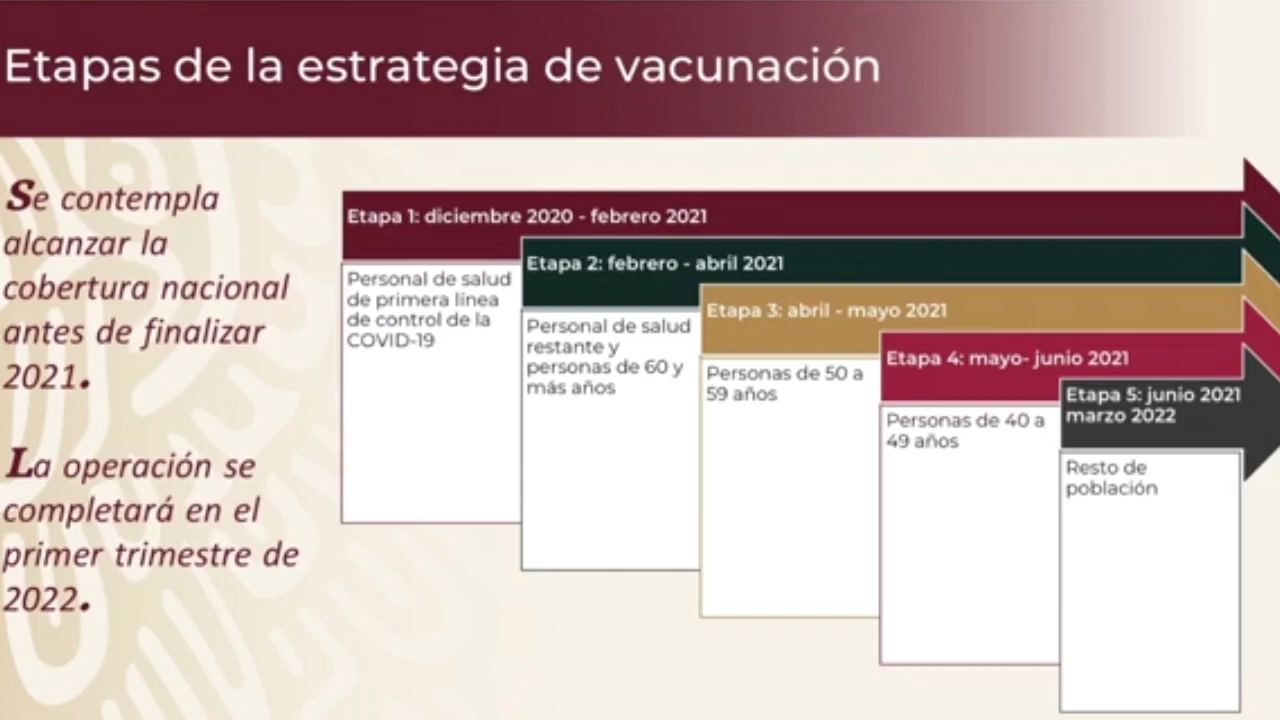 Etapas de la estrategia de vacunación
Se contempla
alcanzar la
cobertura nacional
antes de finalizar
2021.
La operación se
completará en el
primer trimestre de
2022.
Etapa 1: diciembre 2020 - febrero 2021
Personal de salud
de primera línea
de control de la
COVID-19
Etapa 2: febrero - abril 2021
Personal de salud
restante y
personas de 60 y
más años
Etapa 3: abril - mayo 2021
Personas de 50 a
59 años
Etapa 4: mayo- junio 2021
Personas de 40 a
49 años
Etapa 5: junio 2021
marzo 2022
Resto de
población